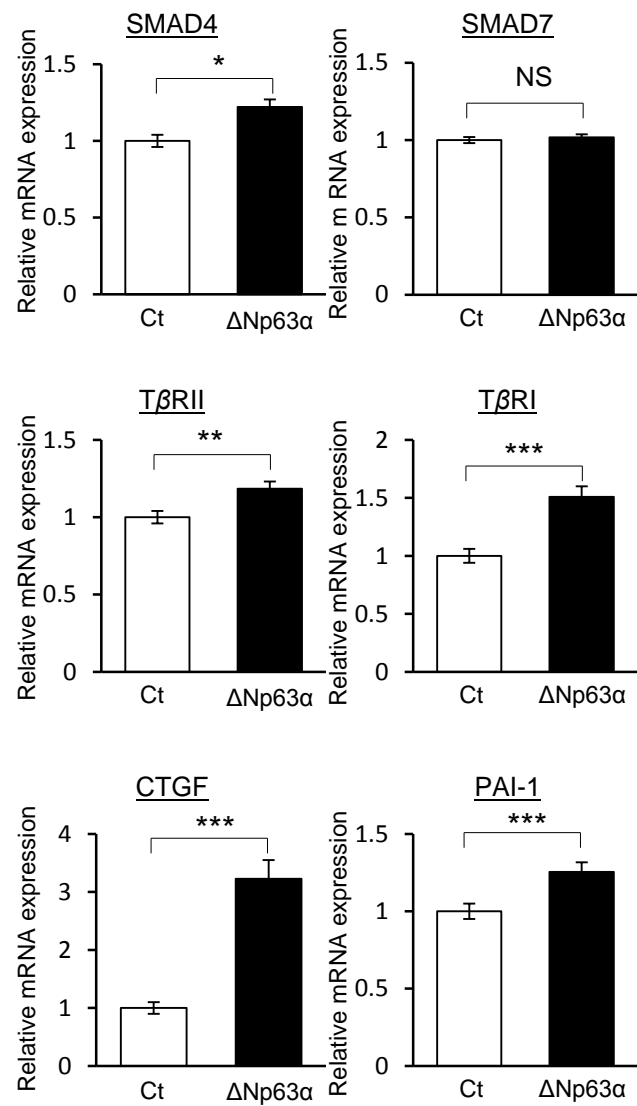 SMAD4
Relative mRNA expression
1.5
1
0.5
0
*
Ct
ΔNp63α
SMAD7
Relative m RNA expression
1.5
1
0.5
0
NS
Ct
ΔNp63α
TβRII
Relative mRNA expression
1.5
1
0.5
0
**
Ct
ΔNp63α
TβRI
Relative mRNA expression
2
1.5
1
0.5
0
***
Ct
ΔNp63α
CTGF
Relative mRNA expression
4
3
2
1
0
***
Ct
ΔNp63α
PAI-1
Relative mRNA expression
1.5
1
0.5
0
***
Ct
ΔNp63α